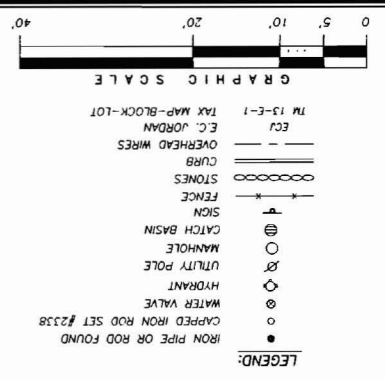 LEGEND:
IRON PIPE OR ROD FOUND
CAPPED IRON ROD SET #2338
WATER VALVE
HYDRANT
UTILITY POLE
MANHOLE
CATCH BASIN
SIGN
FENCE
STONES
CURB
OVERHEAD WIRES
ECJ E.C. JORDAN
TM 13-E-1 TAX MAP-BLOCK-LOT
GRAPHIC SCALE
0 5' 10' 20' 40'